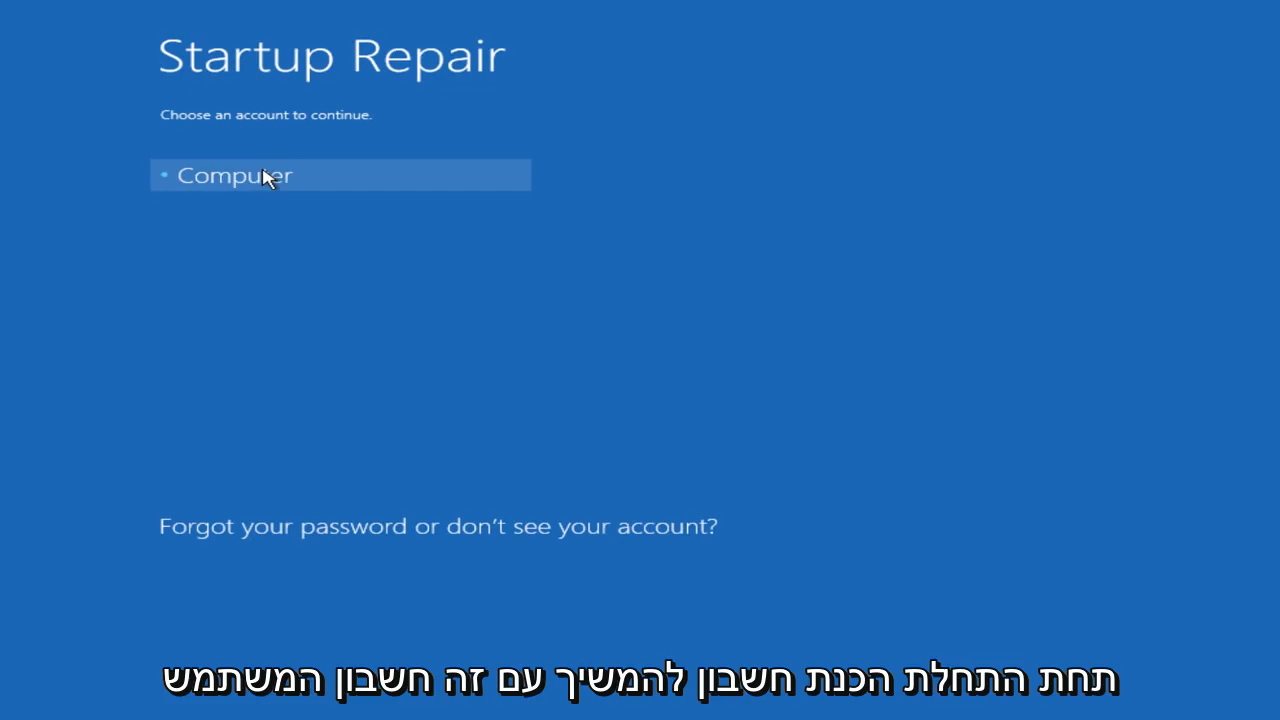 Startup Repair
Choose an account to continue.
Computer
Forgot your password or don't see your account?
תחת התחלת הכנת חשבון להמשיך עם זה חשבון המשתמש